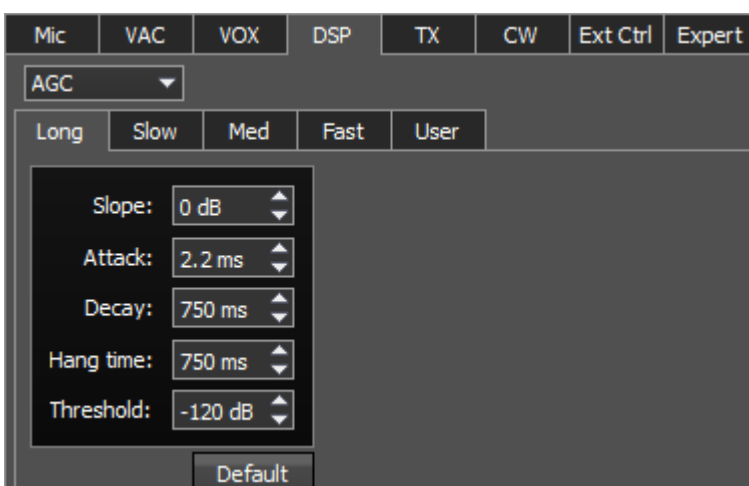 Mic VAC VOX DSP TX CW Ext Ctrl Expert
AGC
Long Slow Med Fast User
Slope: 0 dB
Attack: 2.2 ms
Decay: 750 ms
Hang time: 750 ms
Threshold: -120 dB
Default